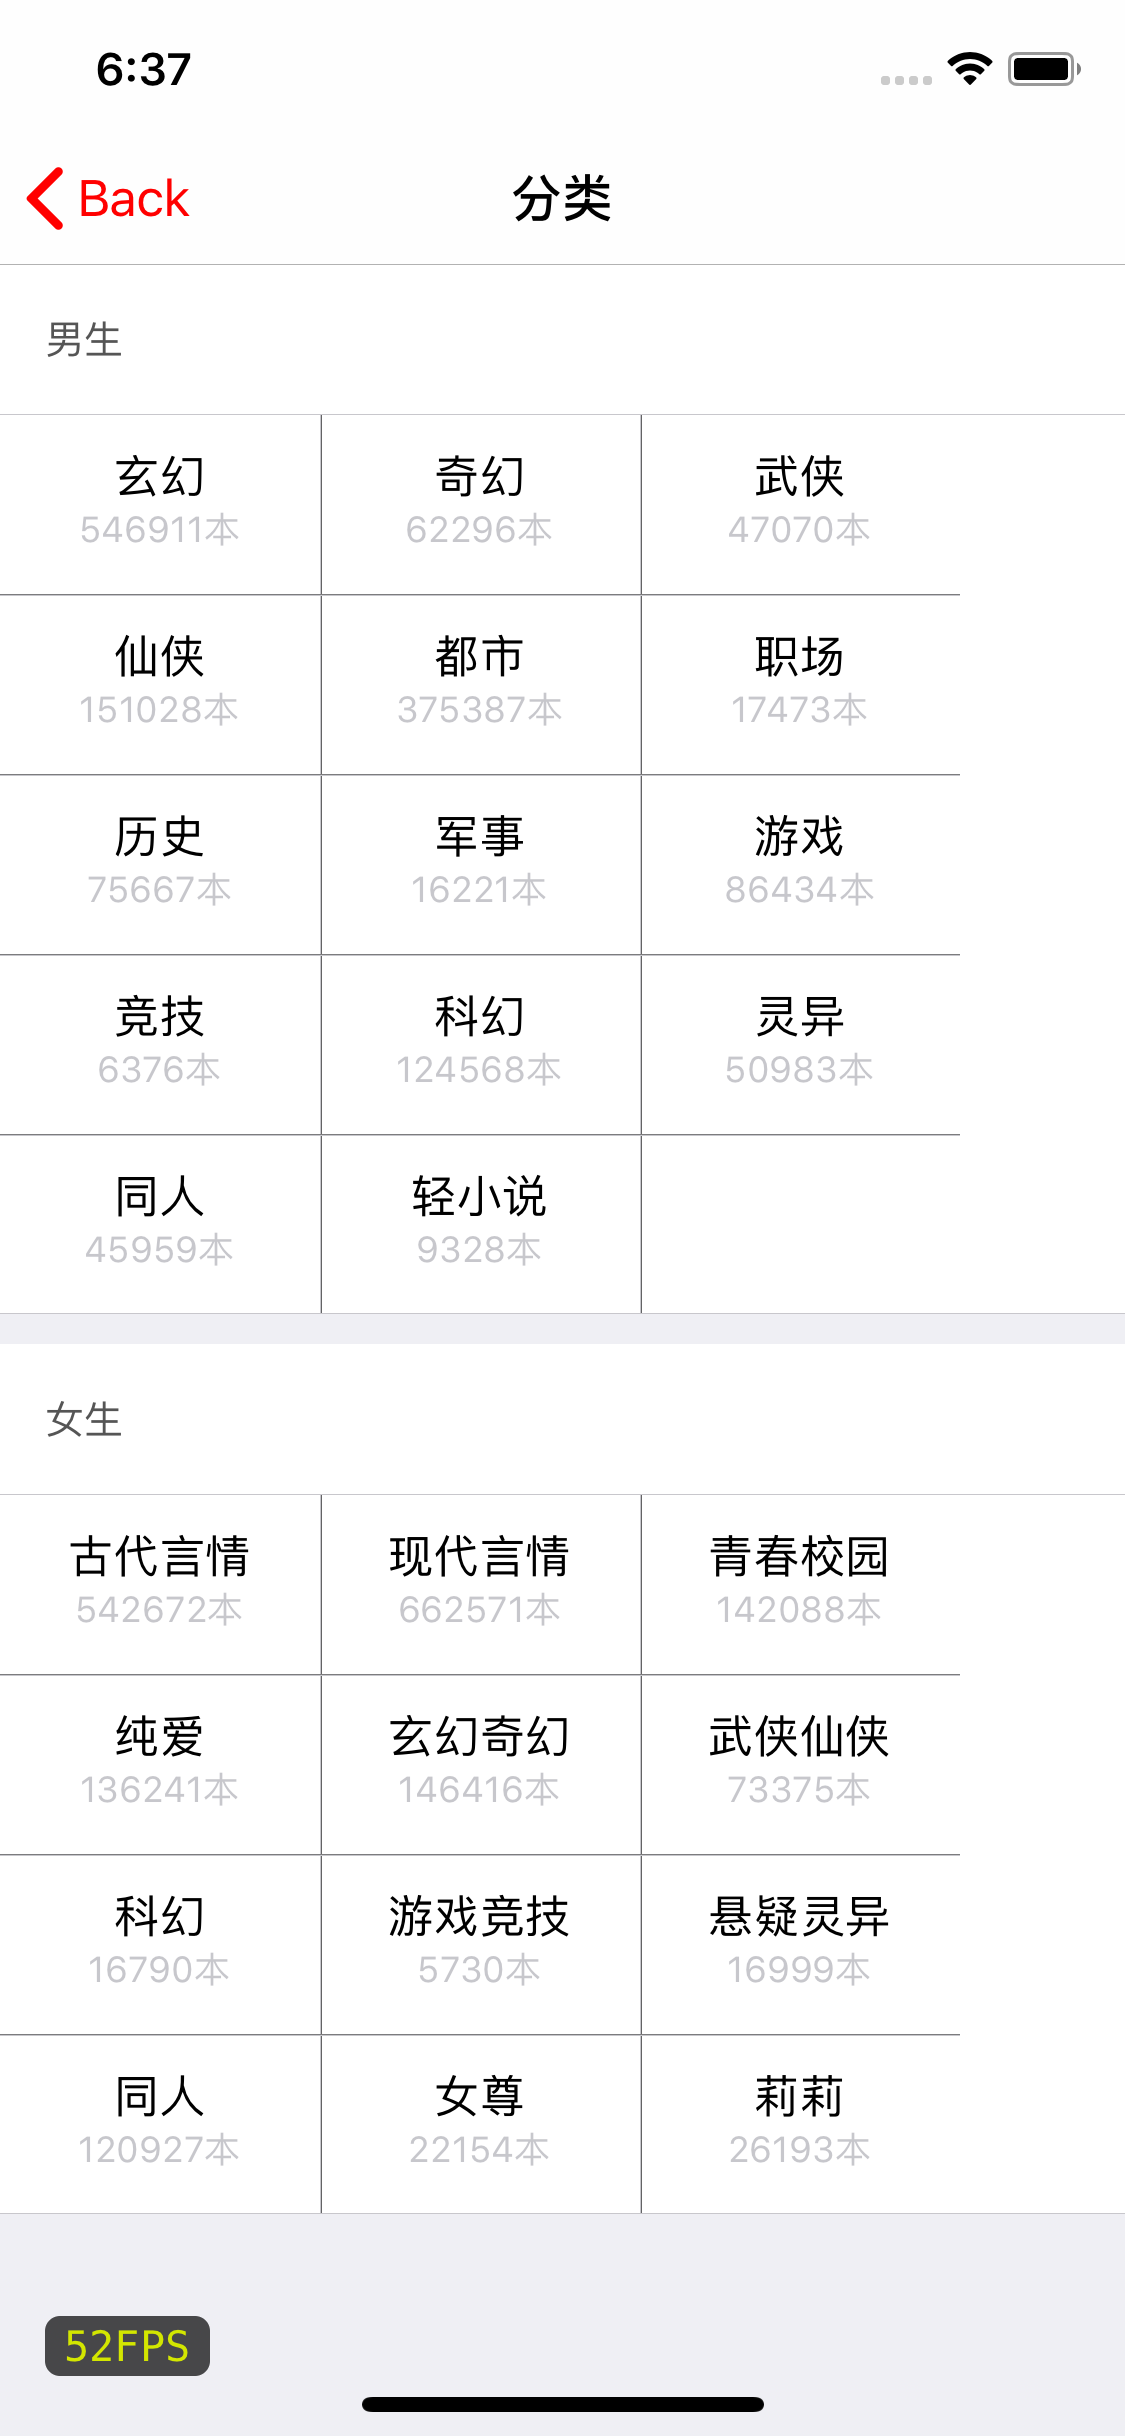 6:37
Back
分类
男生
玄幻 奇幻 武侠
546911本 62296本 47070本
仙侠 都市 职场
151028本 375387本 17473本
历史 军事 游戏
75667本 16221本 86434本
竞技 科幻 灵异
6376本 124568本 50983本
同人 轻小说
45959本 9328本
女生
古代言情 现代言情 青春校园
542672本 662571本 142088本
纯爱 玄幻奇幻 武侠仙侠
136241本 146416本 73375本
科幻 游戏竞技 悬疑灵异
16790本 5730本 16999本
同人 女尊 莉莉
120927本 22154本 26193本
52FPS